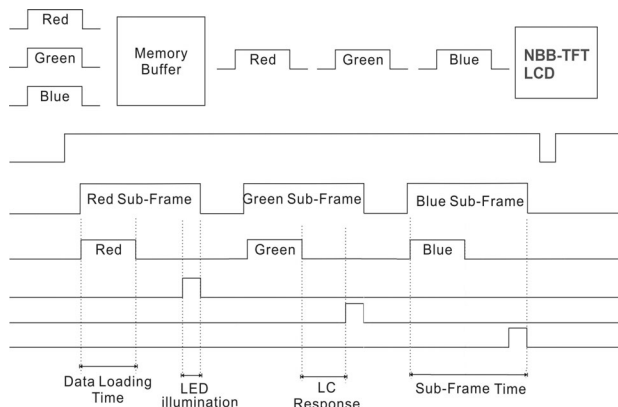 Red
Green
Blue
Memory
Buffer
Red
Green
Blue
NBB-TFT
LCD
Red Sub-Frame
Green Sub-Frame
Blue Sub-Frame
Red
Green
Blue
Data Loading
Time
LED
illumination
LC
Response
Sub-Frame Time